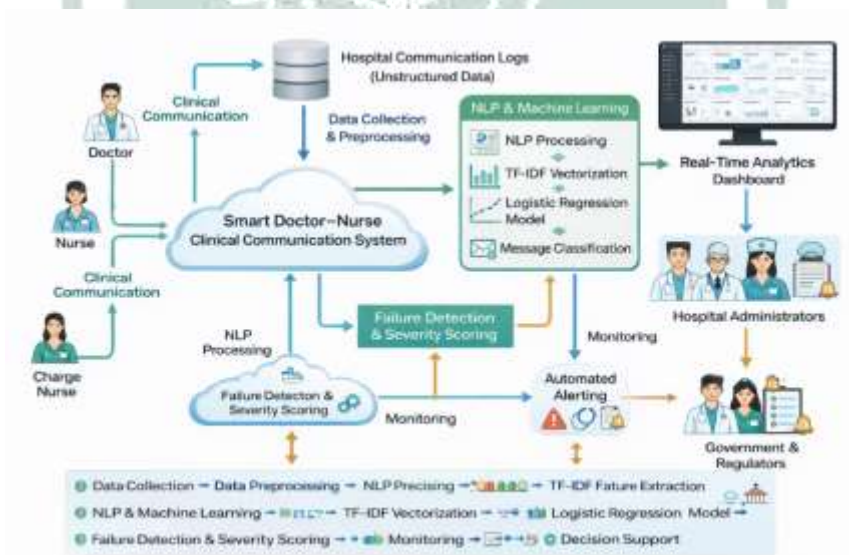 Hospital Communication Logs
(Unstructured Data)
Clinical
Communication
Doctor
Data Collection
& Preprocessing
NLP & Machine Learning
NLP Processing
TF-IDF Vectorization
Logistic Regression
Model
Message Classification
Real-Time Analytics
Dashboard
Nurse
Smart Doctor–Nurse
Clinical Communication System
Clinical
Communication
Charge
Nurse
NLP
Processing
Failure Detection
& Severity Scoring
Hospital Administrators
Monitoring
Failure Detecton &
Severity Scoring
Monitoring
Automated
Alerting
Government &
Regulators
Data Collection → Data Preprocessing → NLP Precising → TF-IDF Fature Extraction
NLP & Machine Learning → TF-IDF Vectorization → Logistic Regression Model →
Failure Detection & Severity Scoring → Monitoring → Decision Support